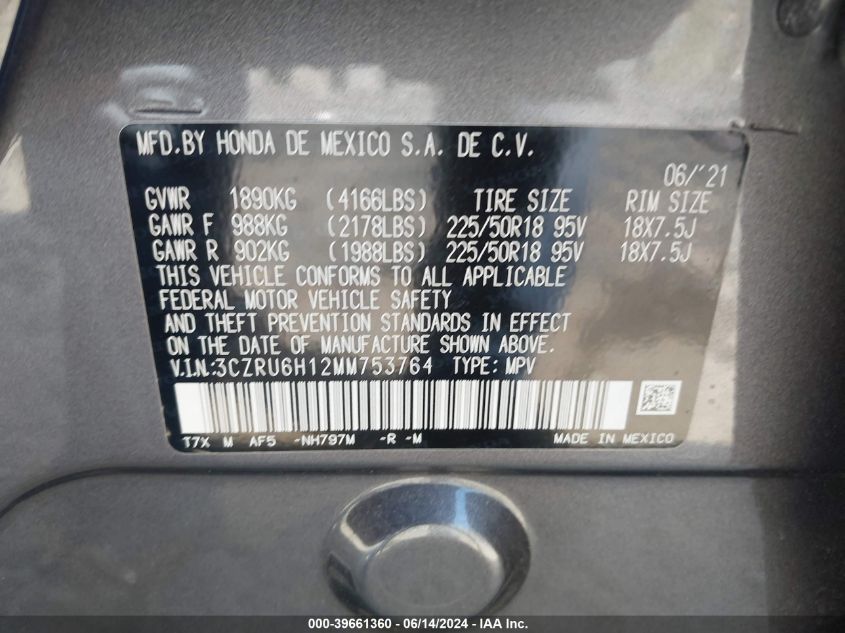 MFD.BY HONDA DE MEXICO S.A. DE C.V.
06/'21
GVWR 1890KG (4166LBS) TIRE SIZE RIM SIZE
GAWR F 988KG (2178LBS) 225/50R18 95V 18X7.5J
GAWR R 902KG (1988LBS) 225/50R18 95V 18X7.5J
THIS VEHICLE CONFORMS TO ALL APPLICABLE
FEDERAL MOTOR VEHICLE SAFETY
AND THEFT PREVENTION STANDARDS IN EFFECT
ON THE DATE OF MANUFACTURE SHOWN ABOVE.
V.I.N:3CZRU6H12MM753764 TYPE: MPV
T7X M AF5 -NH797M -R -M MADE IN MEXICO
000-39661360 - 06/14/2024 - IAA Inc.